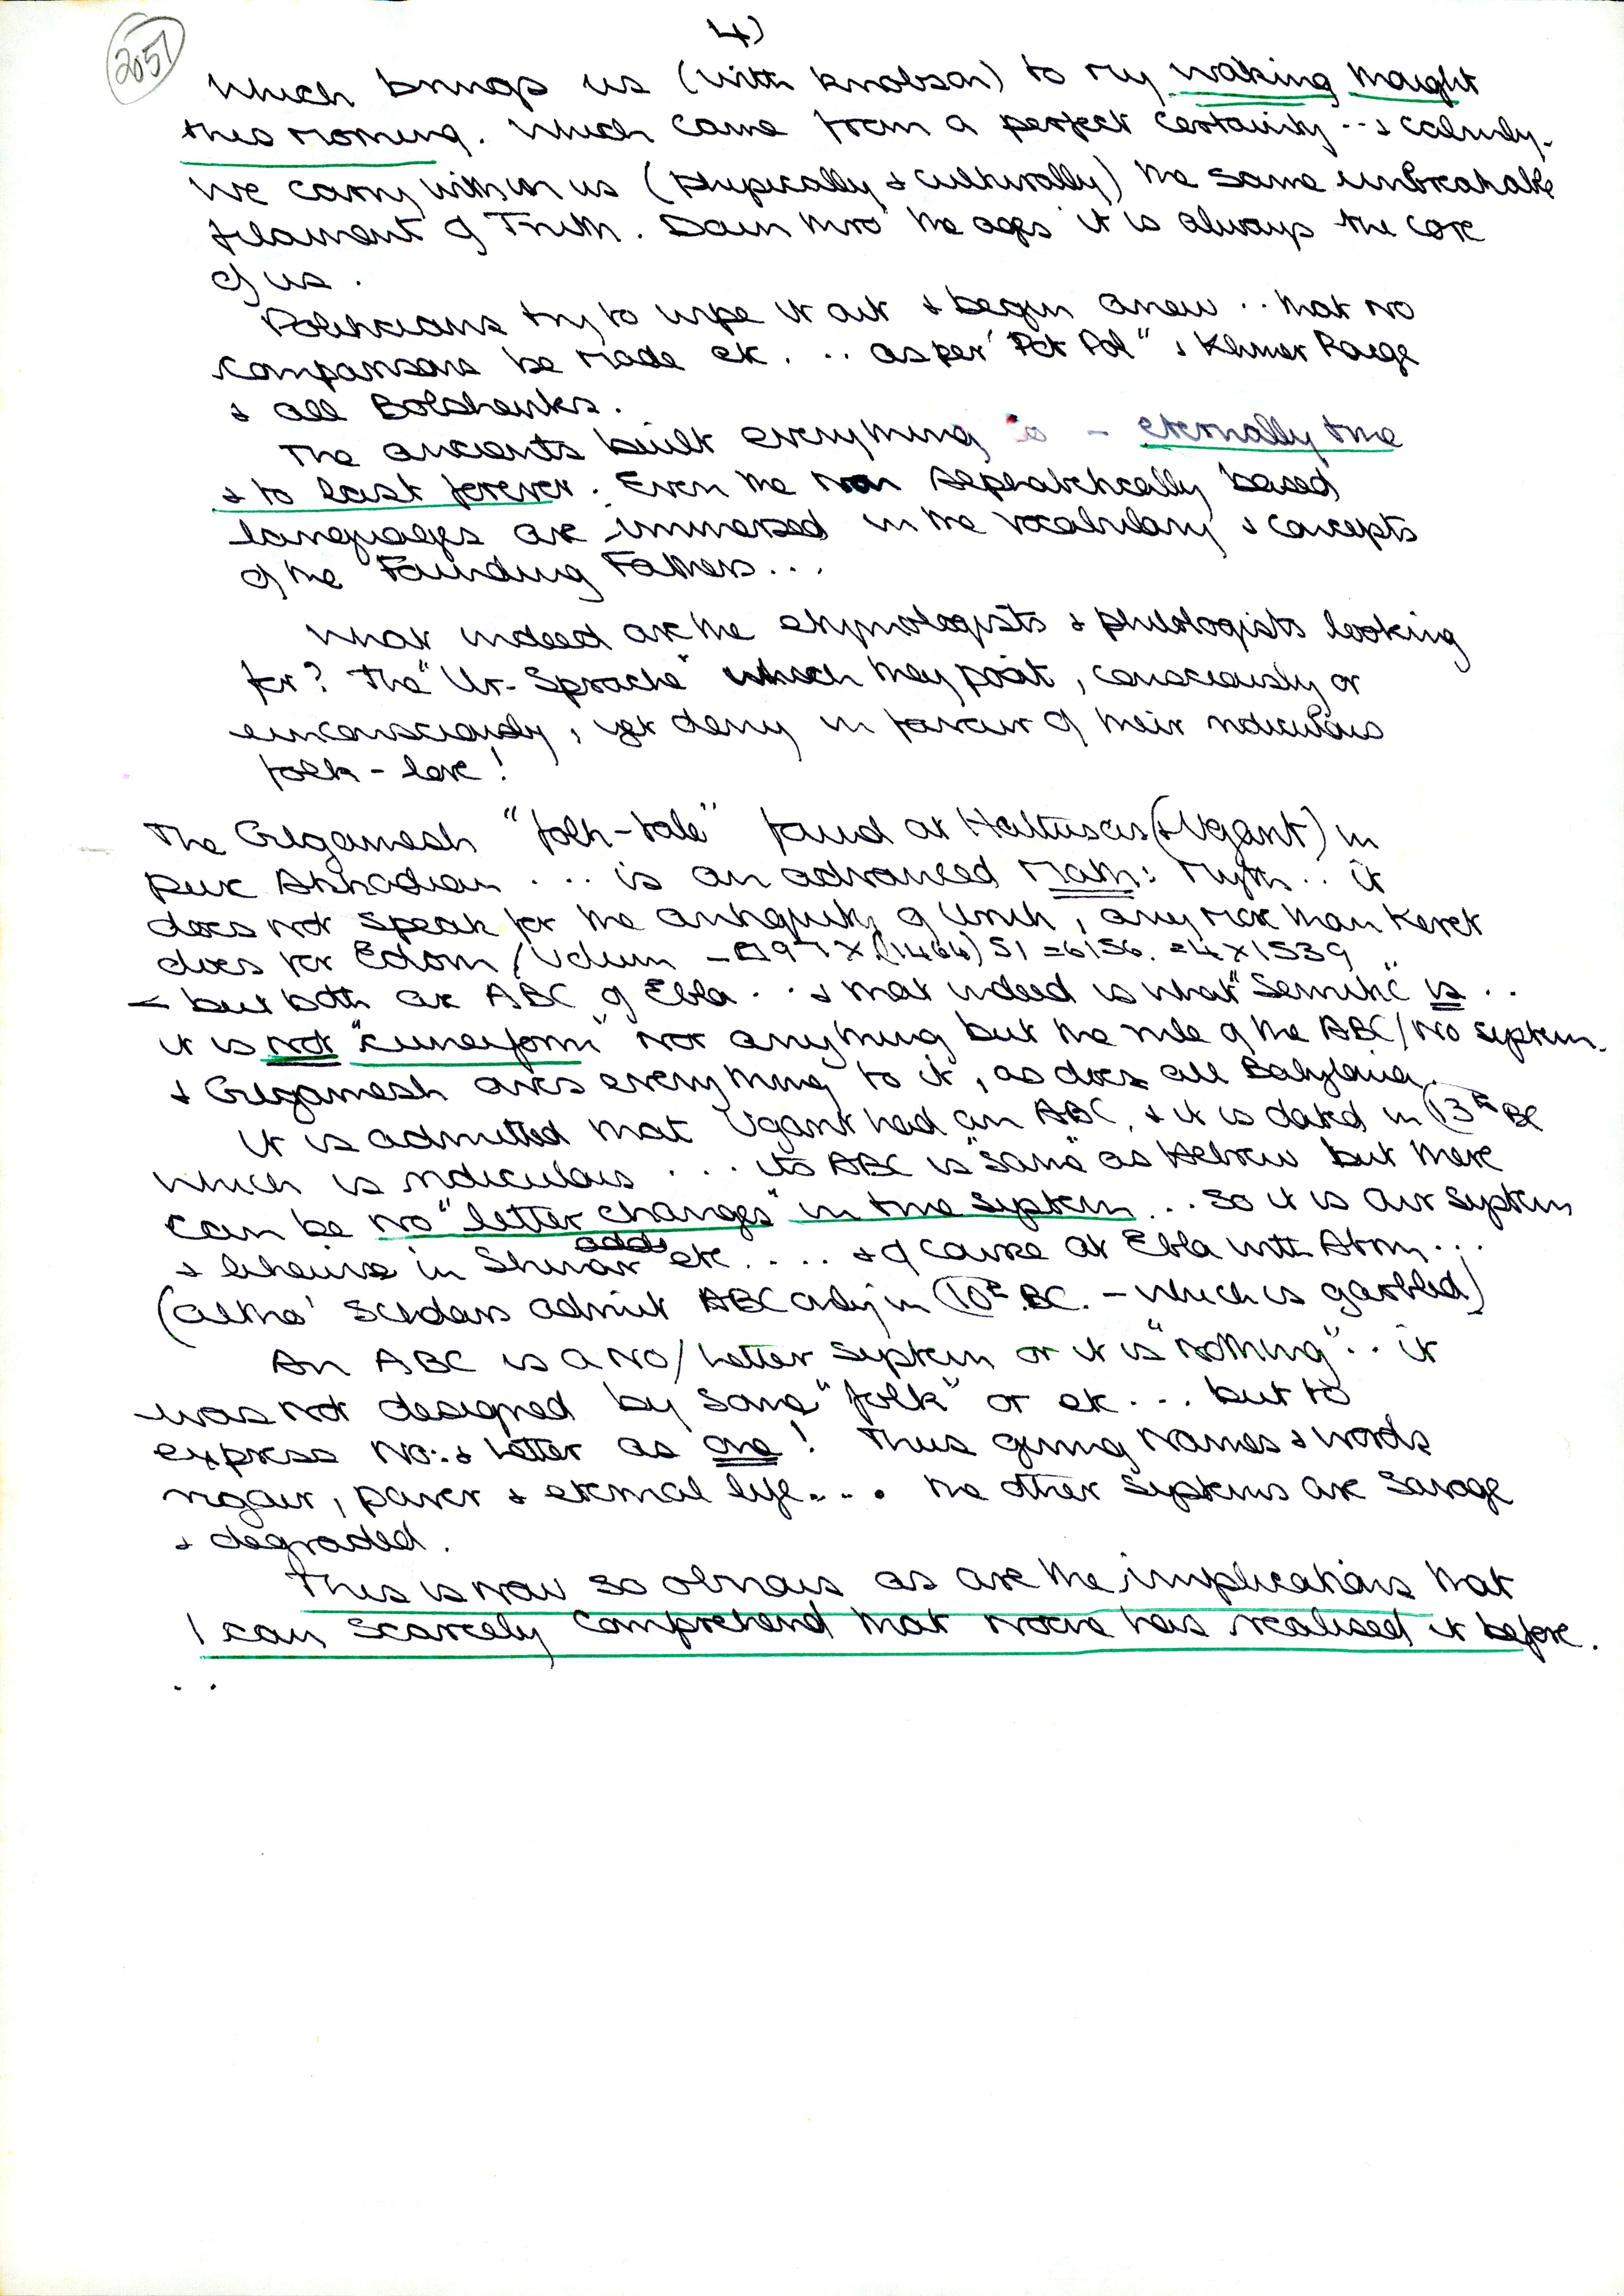 2057
4)
Which brings us (with knobs on) to my waking thought
this morning. Which came from a perfect certainty .. & calmly.
We carry within us (physically & culturally) the same unbreakable
filament of Truth. Down thro' the ages it is always the core
of us.
Politicians try to wipe it out & begin anew .. that no
comparisons be made etc. .. as per "Pot Pol" & Khmer Rouge
& all Bolsheviks.
The ancients built everything so - eternally true
& to last forever. Even the non alphabetically based
languages are immersed in the vocabulary & concepts
of the Founding Fathers...
What indeed are the etymologists & philologists looking
for? The "Ur-Sprache" which they posit, consciously or
unconsciously, yet deny in favour of their ridiculous
folk-lore!
The Gilgamesh "folk-tale" found at Hattusas (& Ugarit) in
pure Akkadian ... is an advanced Math: Myth .. it
does not speak for the antiquity of Uruk, any more than Keret
does for Edom/Udum - (1464) 51 =6156. =4x1539
- but both are ABC of Ebla .. & that indeed is what "Semitic" is ..
it is not "cuneiform" nor anything but the rule of the ABC/No system.
& Gilgamesh owes everything to it, as does all Babylonia.
It is admitted that Ugarit had an ABC, & it is dated in 13th BC
which is ridiculous ... its ABC is "same" as Hebrew but there
can be no "letter changes" in true system ... so it is our system
& likewise in etc .... & of course at Ebla with
(altho' Scholars admit ABC only in 10th BC. - which is garbled)
An ABC is a No/Letter system or it is "nothing" .. it
was not designed by some "folk" or etc... but to
express No: & Letter as one! Thus giving Names & words
vigour, power & eternal life.... the other systems are savage
& degraded.
This is now so obvious as are the implications that
I can scarcely comprehend that no one has realised it before.
..